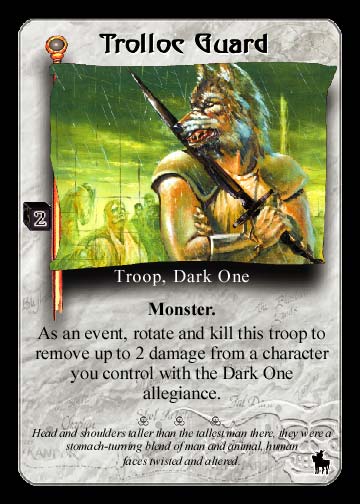 Trolloc Guard
2
Troop, Dark One
Monster.
As an event, rotate and kill this troop to
remove up to 2 damage from a character
you control with the Dark One
allegiance.
Head and shoulders taller than the tallest man there, they were a
stomach-turning blend of man and animal, human
faces twisted and altered.